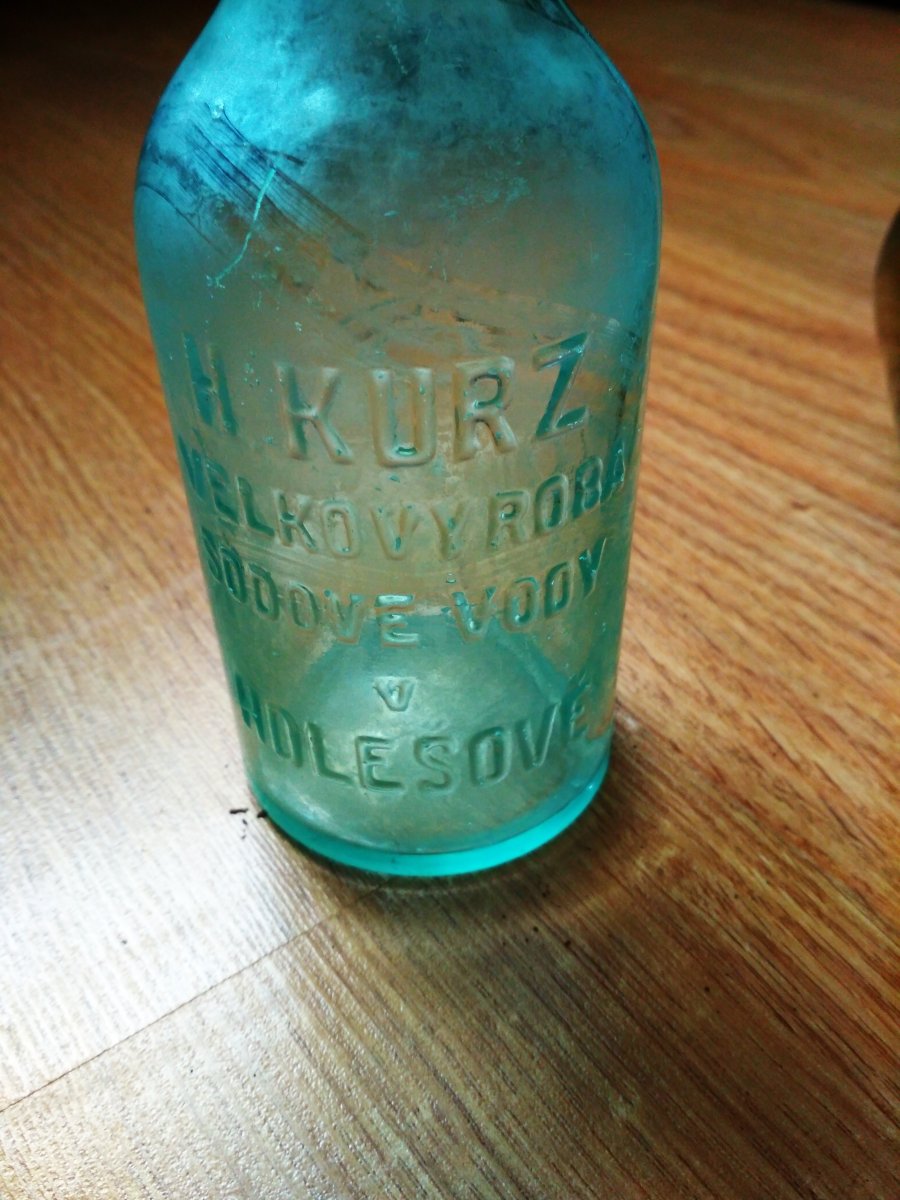 H KURZ
VELKOVÝROBA
SODOVÉ VODY
V
HOLEŠOVĚ